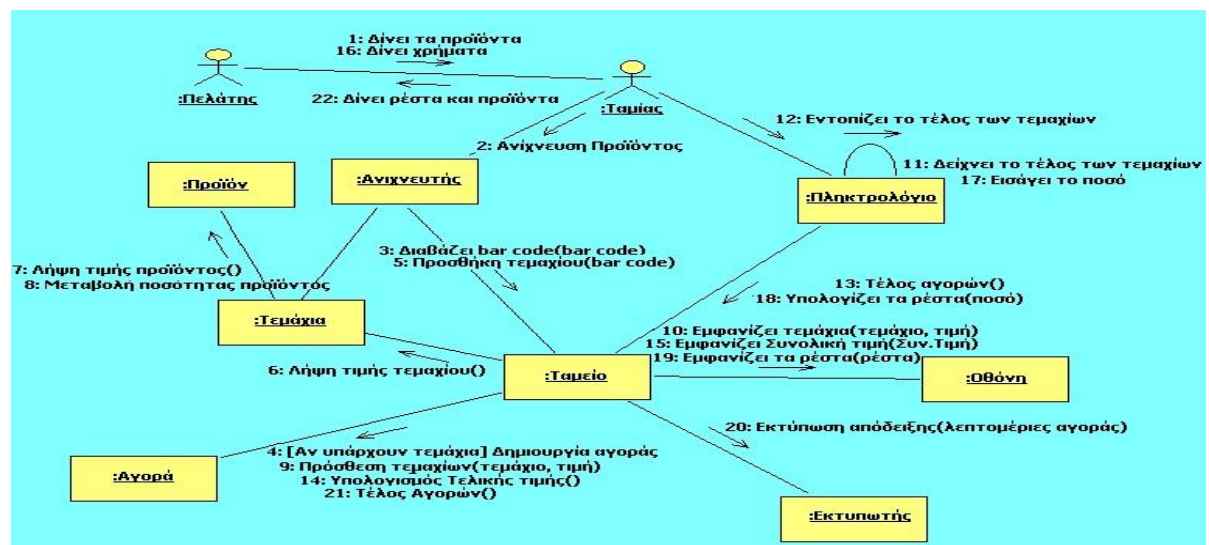 1: Δίνει τα προϊόντα
16: Δίνει χρήματα
:Πελάτης
22: Δίνει ρέστα και προϊόντα
:Ταμίας
12: Εντοπίζει το τέλος των τεμαχίων
2: Ανίχνευση Προϊόντος
11: Δείχνει το τέλος των τεμαχίων
17: Εισάγει το ποσό
:Προϊόν
:Ανιχνευτής
:Πληκτρολόγιο
3: Διαβάζει bar code(bar code)
5: Προσθήκη τεμαχίου(bar code)
7: Λήψη τιμής προϊόντος()
8: Μεταβολή ποσότητας προϊόντος
13: Τέλος αγορών()
18: Υπολογίζει τα ρέστα(ποσό)
:Τεμάχια
10: Εμφανίζει τεμάχια(τεμάχιο, τιμή)
15: Εμφανίζει Συνολική τιμή(Συν.Τιμή)
19: Εμφανίζει τα ρέστα(ρέστα)
6: Λήψη τιμής τεμαχίου()
:Ταμείο
:Οθόνη
20: Εκτύπωση απόδειξης(λεπτομέριες αγοράς)
4: [Αν υπάρχουν τεμάχια] Δημιουργία αγοράς
9: Πρόσθεση τεμαχίων(τεμάχιο, τιμή)
14: Υπολογισμός Τελικής τιμής()
21: Τέλος Αγορών()
:Αγορά
:Εκτυπωτής